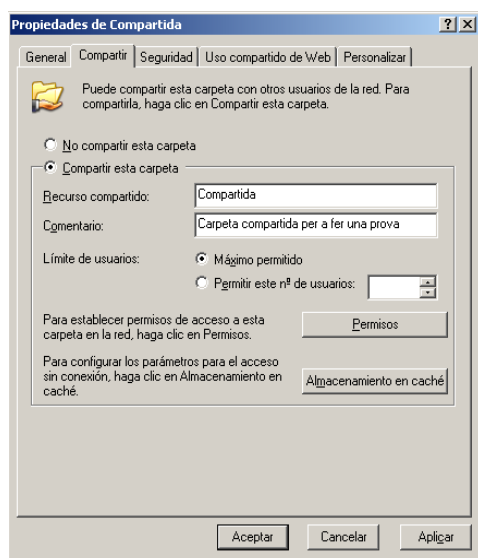 Propiedades de Compartida
General Compartir Seguridad Uso compartido de Web Personalizar
Puede compartir esta carpeta con otros usuarios de la red. Para
compartirla, haga clic en Compartir esta carpeta.
No compartir esta carpeta
Compartir esta carpeta
Recurso compartido: Compartida
Comentario: Carpeta compartida per a fer una prova
Límite de usuarios: Máximo permitido
Permitir este nº de usuarios:
Para establecer permisos de acceso a esta
carpeta en la red, haga clic en Permisos.
Permisos
Para configurar los parámetros para el acceso
sin conexión, haga clic en Almacenamiento en
caché.
Almacenamiento en caché
Aceptar Cancelar Aplicar